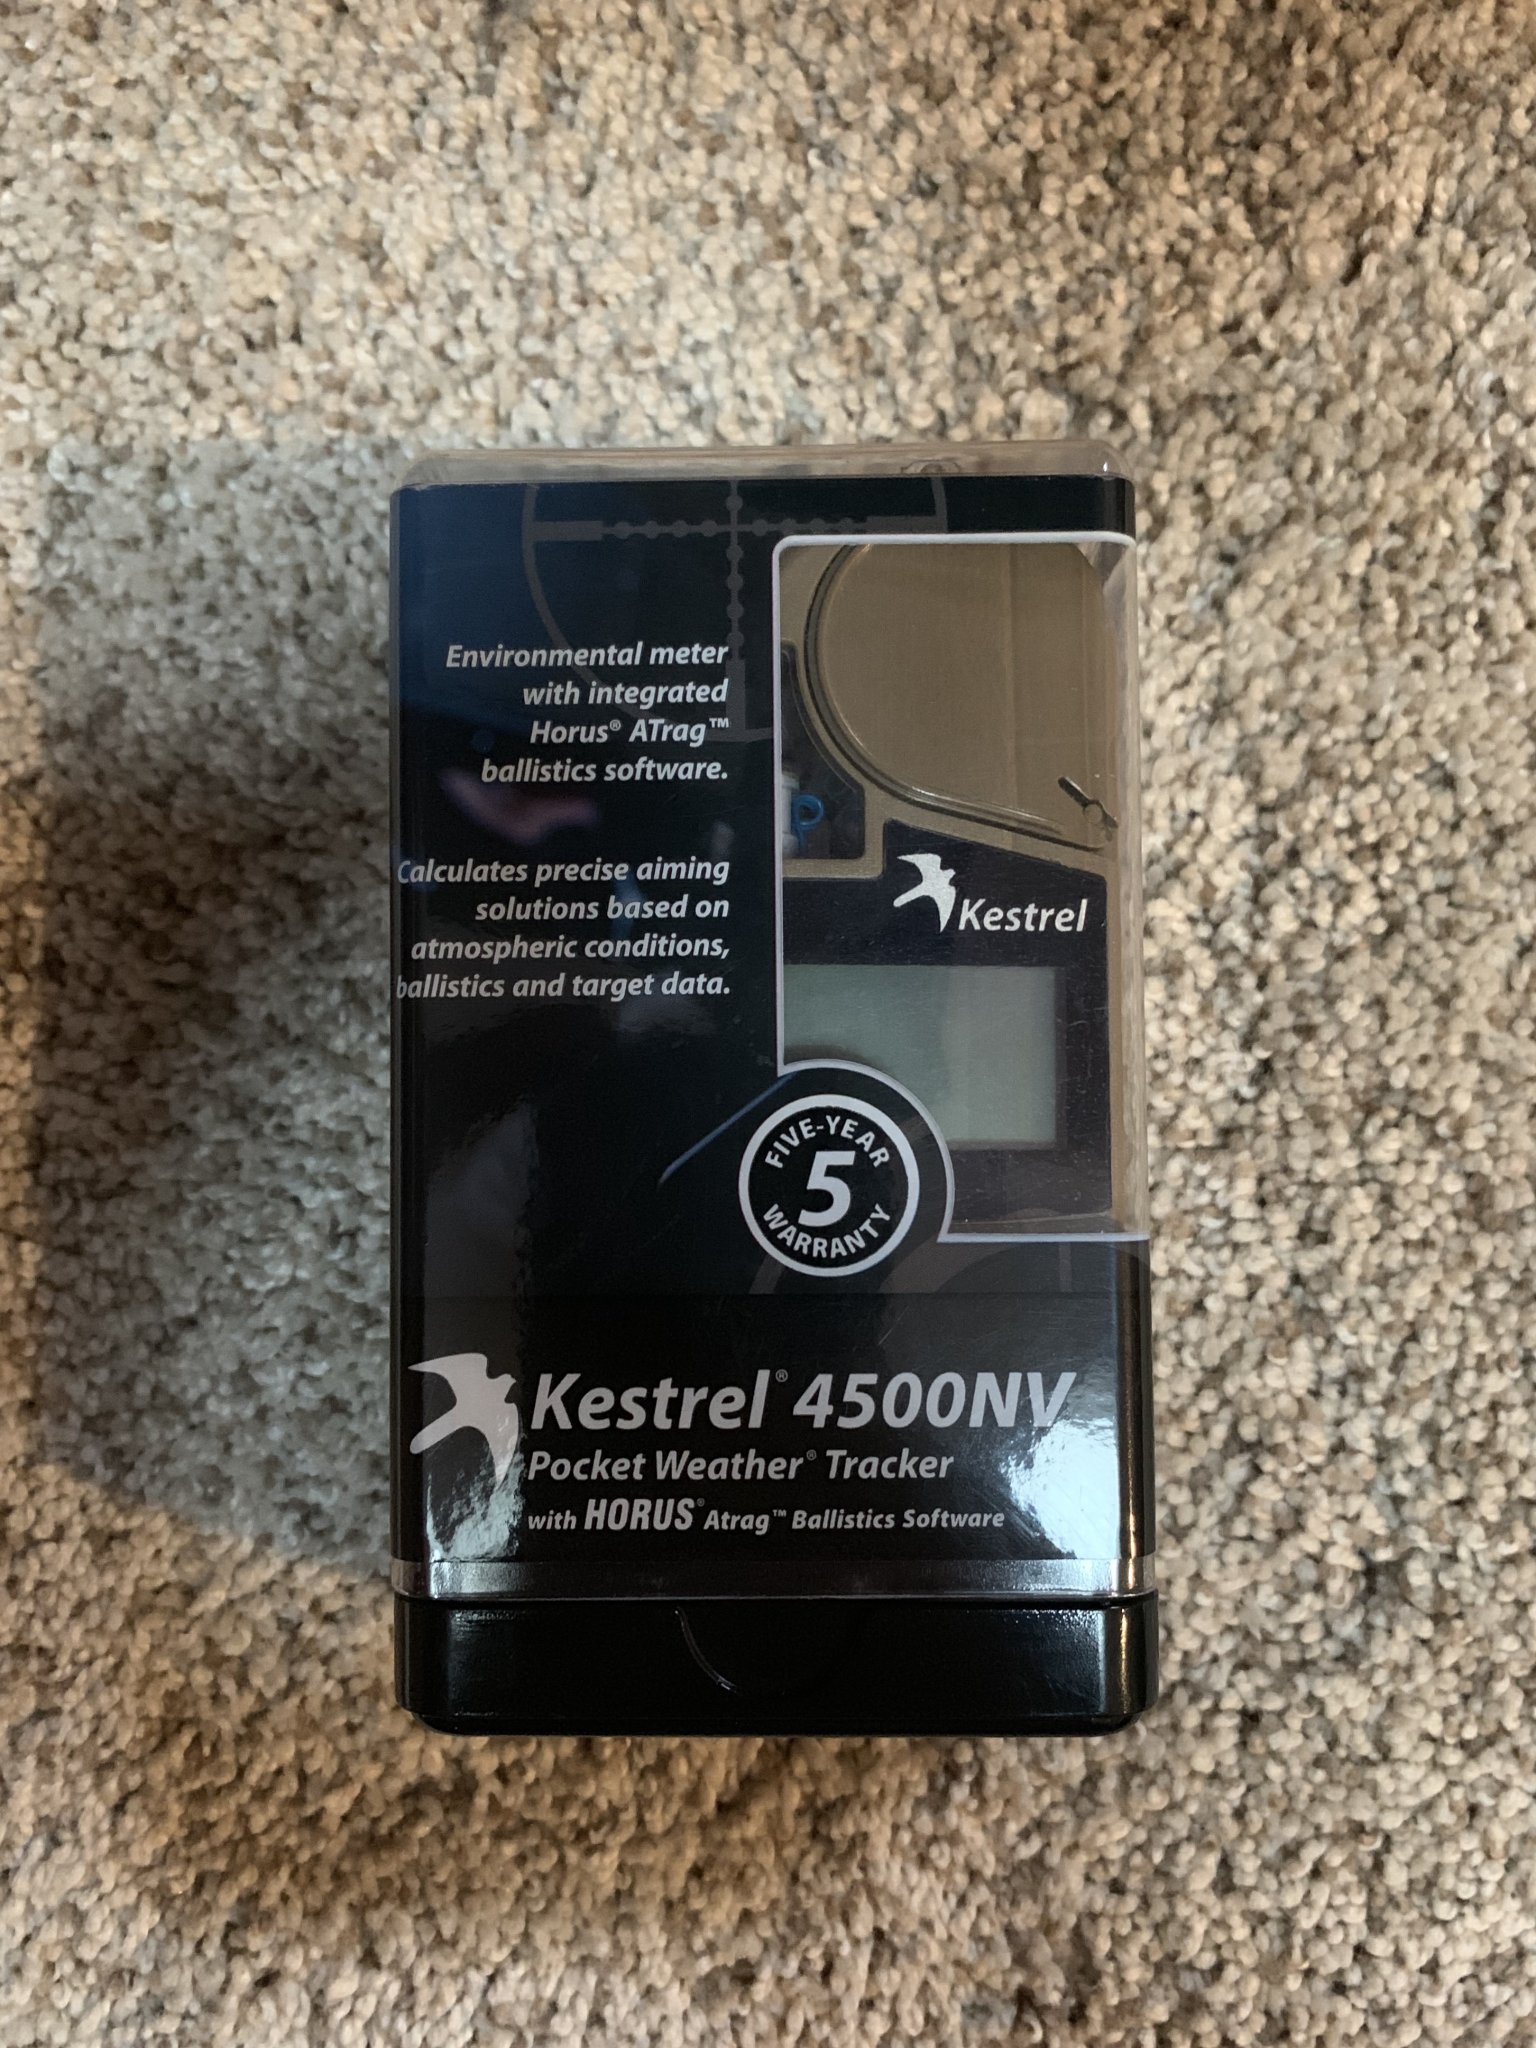 Environmental meter
with integrated
Horus® ATrag™
ballistics software.
Calculates precise aiming
solutions based on
atmospheric conditions,
ballistics and target data.
Kestrel
FIVE-YEAR
5
WARRANTY
Kestrel® 4500NV
Pocket Weather® Tracker
with HORUS® Atrag™ Ballistics Software